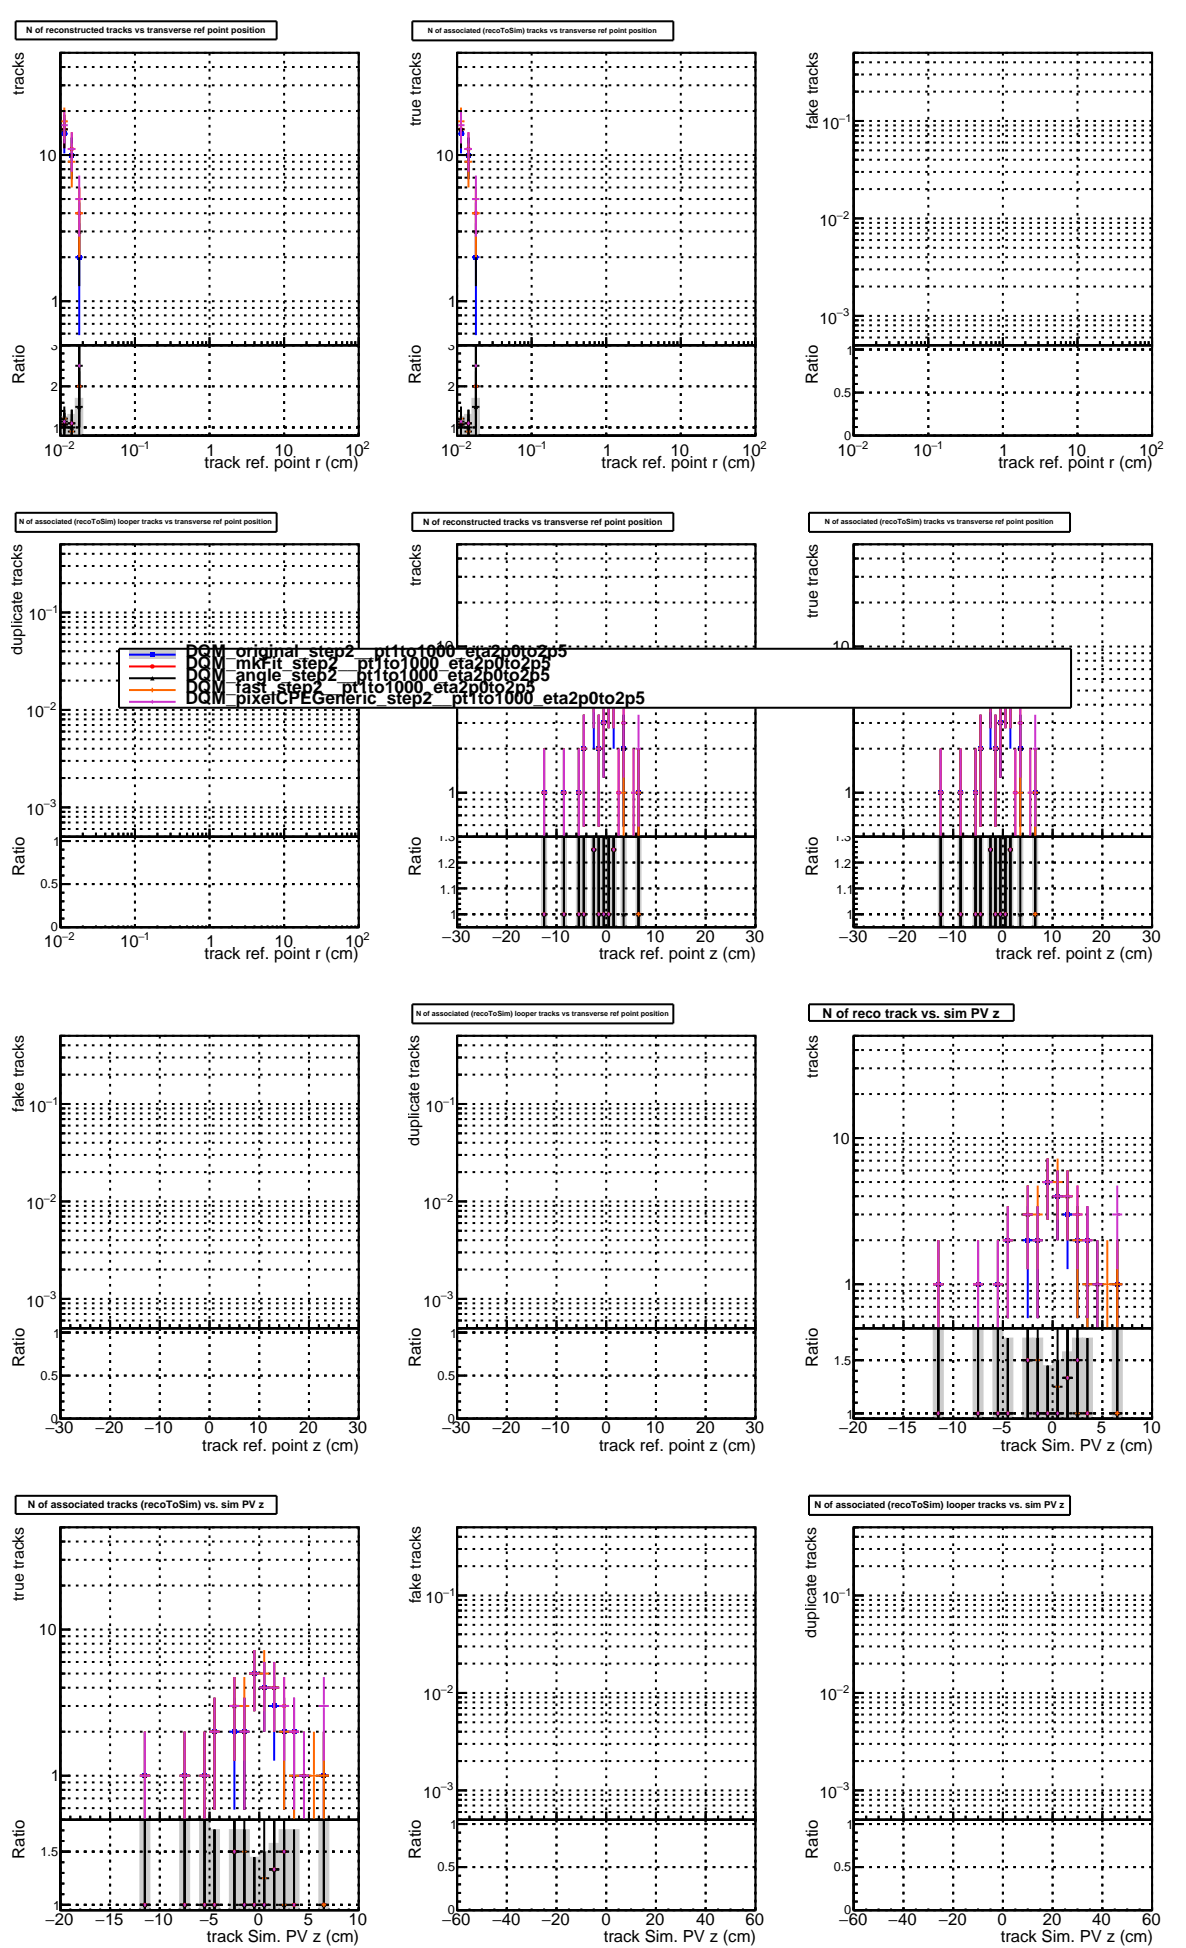 N of reconstructed tracks vs transverse ref point position
tracks
10
1
Ratio
3
2
1
10−2 10−1 1 10 102
track ref. point r (cm)
N of associated (recoToSim) tracks vs transverse ref point position
true tracks
10
1
Ratio
3
2
1
10−2 10−1 1 10 102
track ref. point r (cm)
fake tracks
10−1
10−2
10−3
Ratio
1
0.5
0
10−2 10−1 1 10 102
track ref. point r (cm)
N of associated (recoToSim) looper tracks vs transverse ref point position
duplicate tracks
10−1
10−2
10−3
Ratio
1
0.5
0
10−2 10−1 1 10 102
track ref. point r (cm)
N of reconstructed tracks vs transverse ref point position
tracks
10
1
Ratio
1.3
1.2
1.1
1
−30 −20 −10 0 10 20 30
track ref. point z (cm)
N of associated (recoToSim) tracks vs transverse ref point position
true tracks
10
1
Ratio
1.3
1.2
1.1
1
−30 −20 −10 0 10 20 30
track ref. point z (cm)
DQM_original_step2__pt1to1000_eta2p0to2p5
DQM_mkFit_step2__pt1to1000_eta2p0to2p5
DQM_angle_step2__pt1to1000_eta2p0to2p5
DQM_fast_step2__pt1to1000_eta2p0to2p5
DQM_pixelCPEGeneric_step2__pt1to1000_eta2p0to2p5
fake tracks
10−1
10−2
10−3
Ratio
1
0.5
0
−30 −20 −10 0 10 20 30
track ref. point z (cm)
N of associated (recoToSim) looper tracks vs transverse ref point position
duplicate tracks
10−1
10−2
10−3
Ratio
1
0.5
0
−30 −20 −10 0 10 20 30
track ref. point z (cm)
N of reco track vs. sim PV z
tracks
10
1
Ratio
1.5
1
−20 −15 −10 −5 0 5 10
track Sim. PV z (cm)
N of associated tracks (recoToSim) vs. sim PV z
true tracks
10
1
Ratio
1.5
1
−20 −15 −10 −5 0 5 10
track Sim. PV z (cm)
fake tracks
10−1
10−2
10−3
Ratio
1
0.5
0
−60 −40 −20 0 20 40 60
track Sim. PV z (cm)
N of associated (recoToSim) looper tracks vs. sim PV z
duplicate tracks
10−1
10−2
10−3
Ratio
1
0.5
0
−60 −40 −20 0 20 40 60
track Sim. PV z (cm)